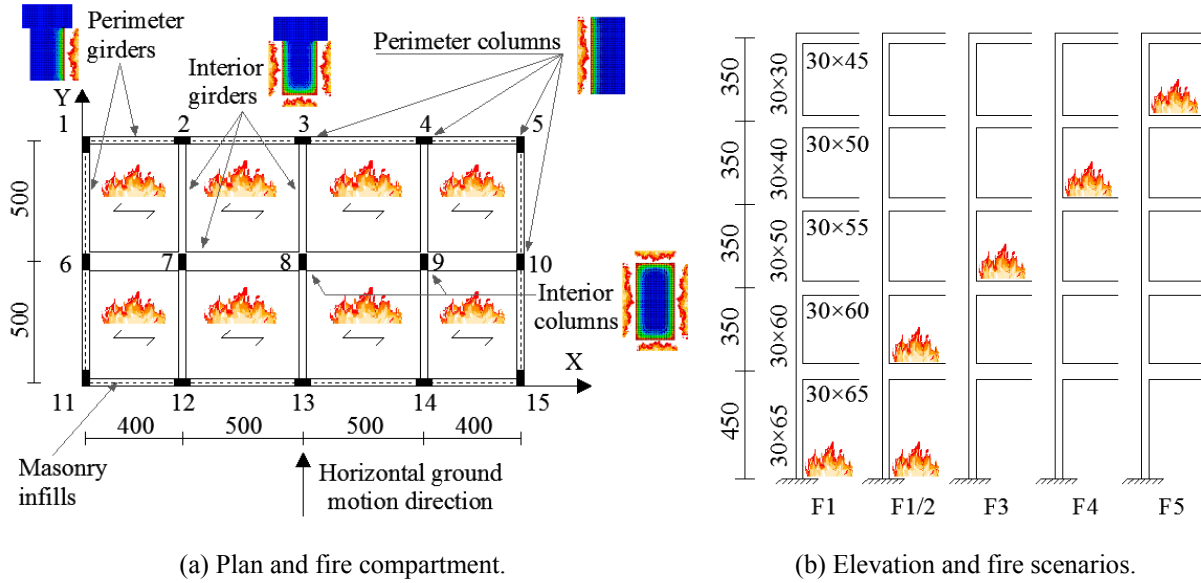 Perimeter
girders
Interior
girders
Perimeter columns
Y
1
2
3
4
5
500
6
7
8
9
10
500
Interior
columns
X
11
12
13
14
15
400
500
500
400
Masonry
infills
Horizontal ground
motion direction
(a) Plan and fire compartment.
350
30×30
30×45
350
30×40
30×50
350
30×50
30×55
350
30×60
30×60
450
30×65
30×65
F1
F1/2
F3
F4
F5
(b) Elevation and fire scenarios.